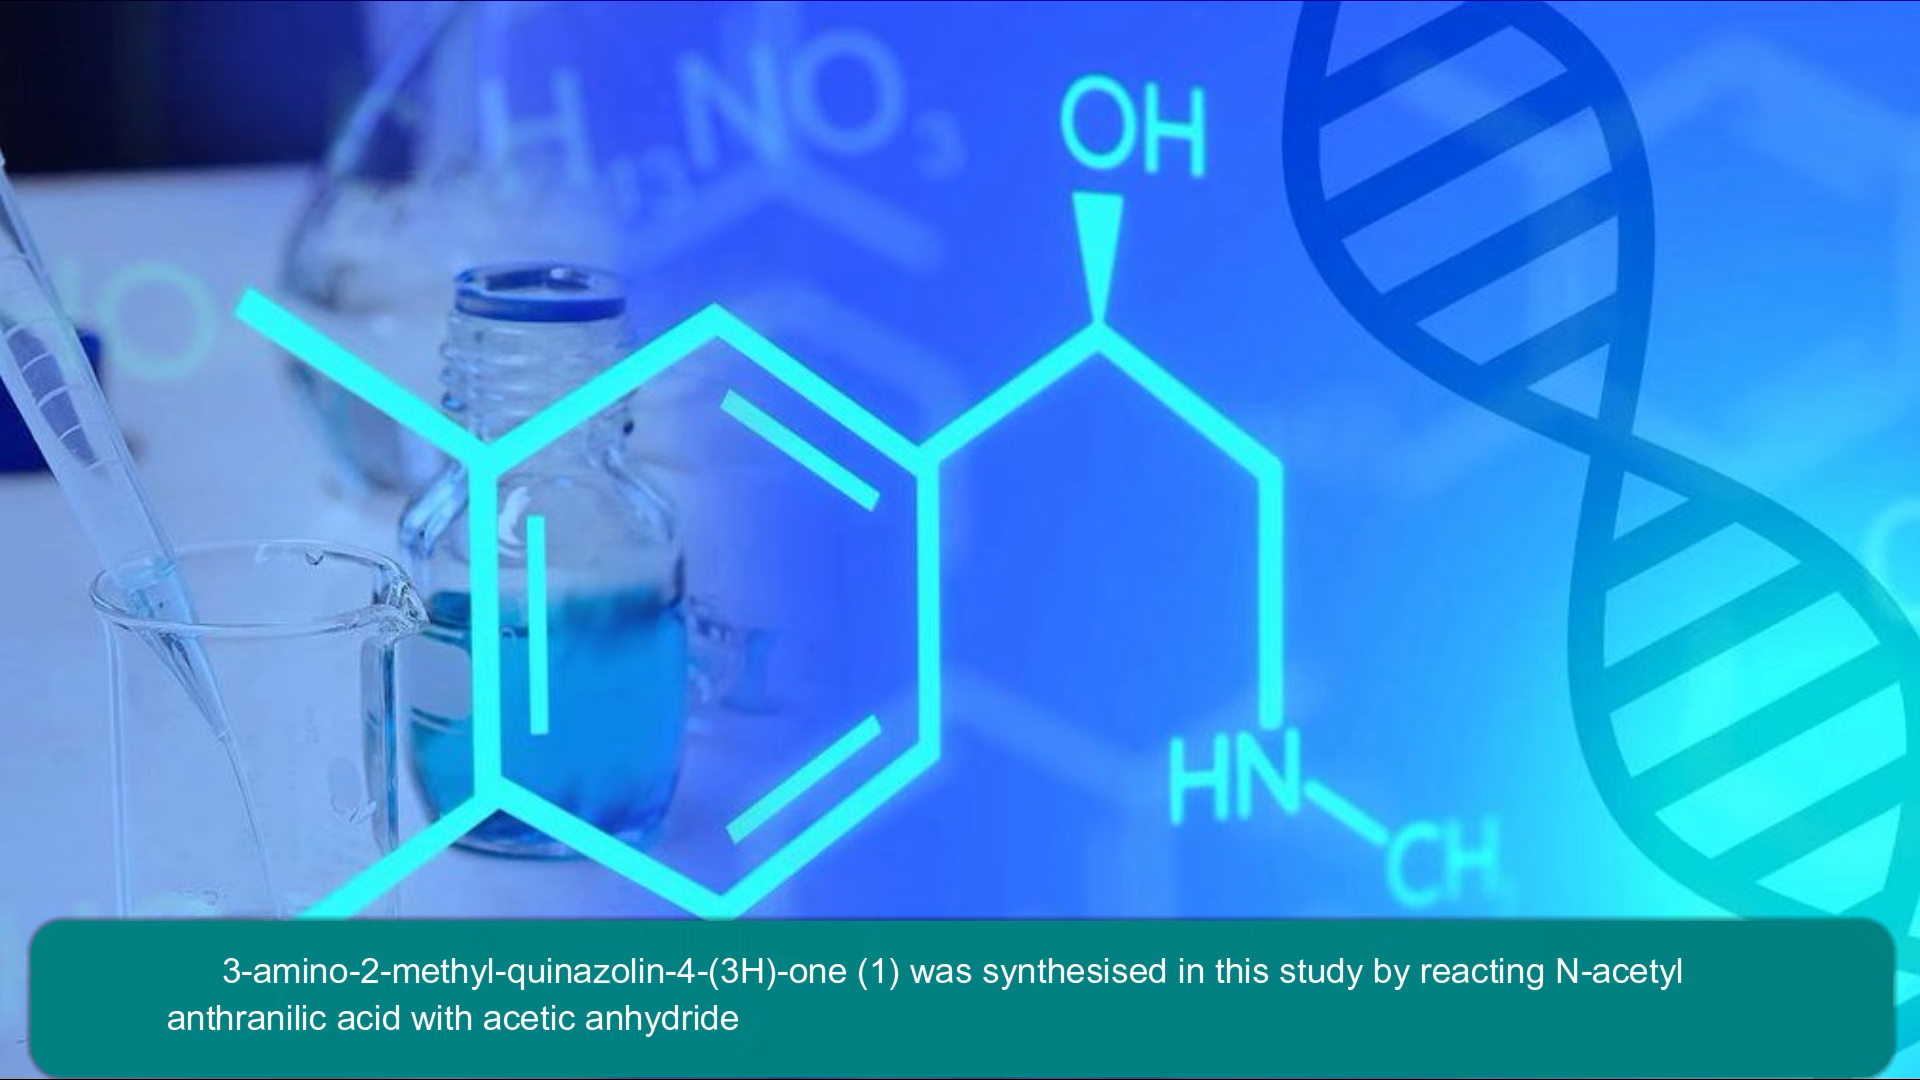 H₁₃NO₃
OH
O
HN
CH
3-amino-2-methyl-quinazolin-4-(3H)-one (1) was synthesised in this study by reacting N-acetyl
anthranilic acid with acetic anhydride